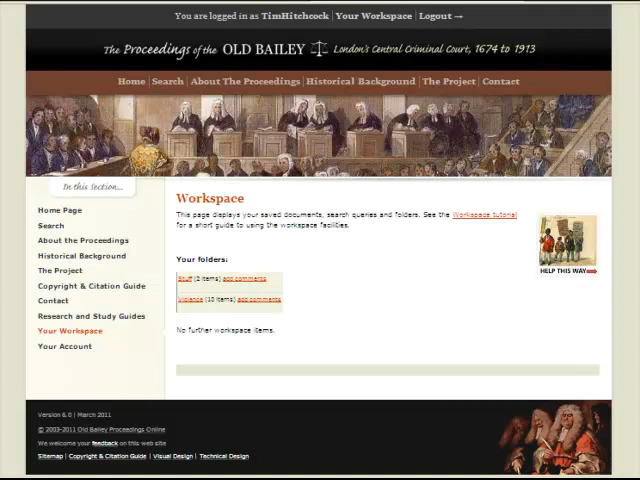 You are logged in as TimHitchcock | Your Workspace | Logout →
The Proceedings of the OLD BAILEY London's Central Criminal Court, 1674 to 1913
Home | Search | About The Proceedings | Historical Background | The Project | Contact
In this Section...
Home Page
Search
About the Proceedings
Historical Background
The Project
Copyright & Citation Guide
Contact
Research and Study Guides
Your Workspace
Your Account
Workspace
This page displays your saved documents, search queries and folders. See the Workspace tutorial
for a short guide to using the workspace facilities.
HELP THIS WAY
Your folders:
Stuff (2 items) add comments
Violence (10 items) add comments
No further workspace items.
Version 6.0 | March 2011
© 2003-2011 Old Bailey Proceedings Online
We welcome your feedback on this web site
Sitemap | Copyright & Citation Guide | Visual Design | Technical Design